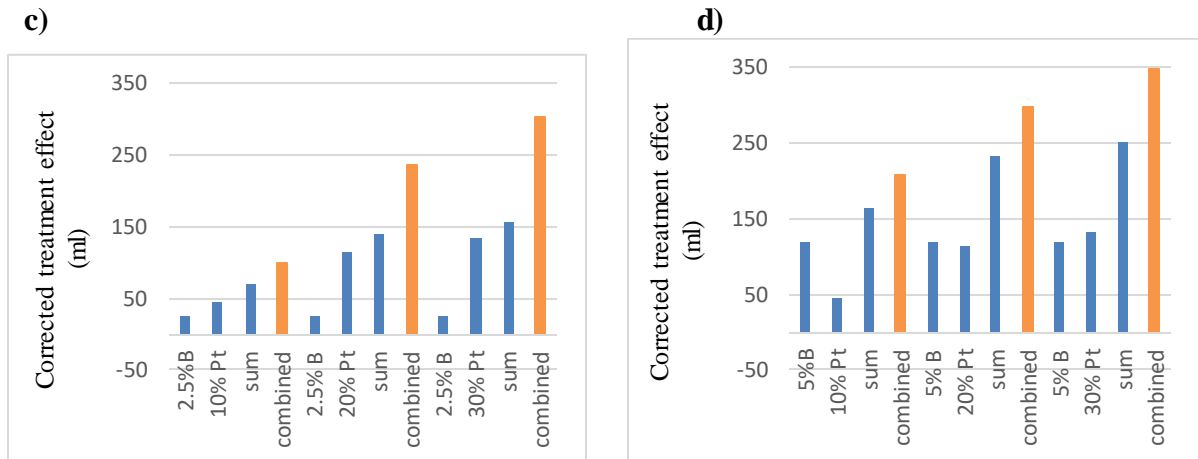 c)
Corrected treatment effect
(ml)
350
250
150
50
-50
2.5%B
10% Pt
sum
combined
2.5% B
20% Pt
sum
combined
2.5% B
30% Pt
sum
combined
d)
Corrected treatment effect
(ml)
350
250
150
50
-50
5%B
10% Pt
sum
combined
5% B
20% Pt
sum
combined
5% B
30% Pt
sum
combined